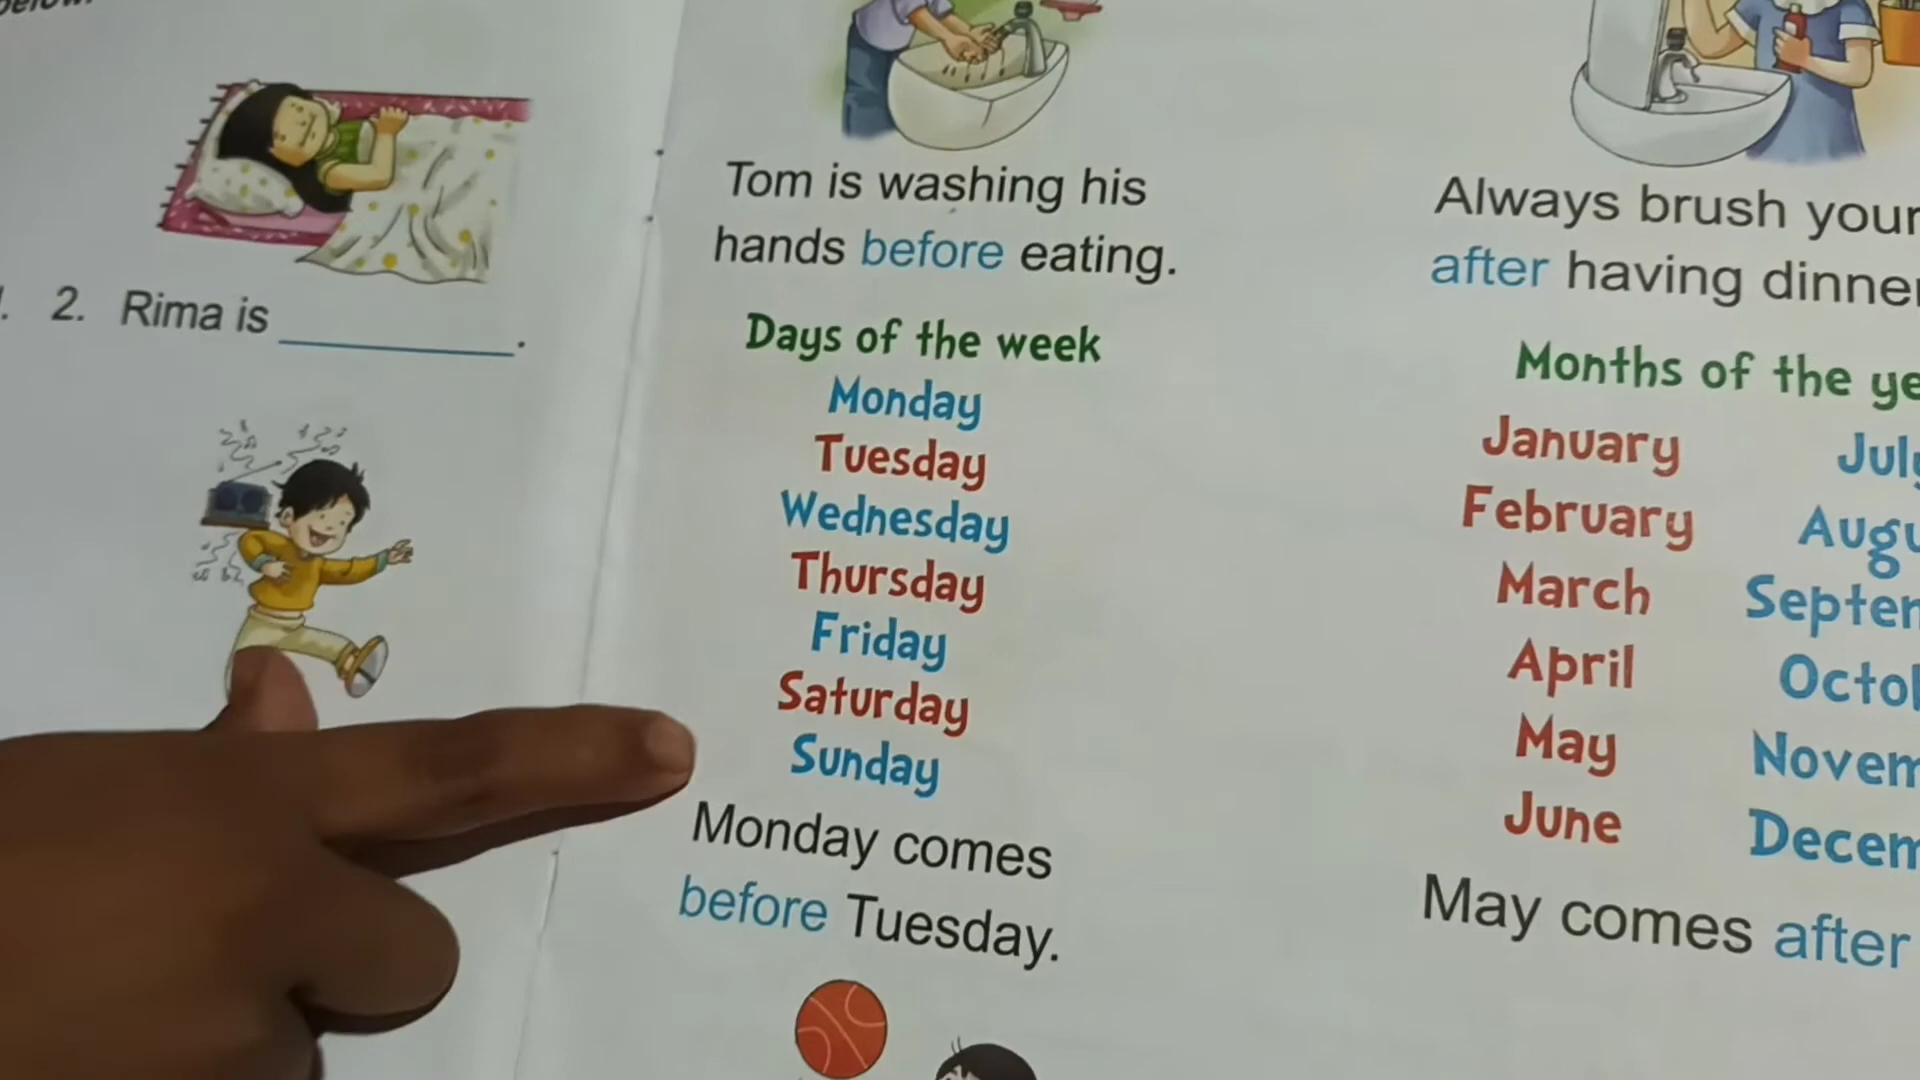 2. Rima is ________.
Tom is washing his
hands before eating.
Days of the week
Monday
Tuesday
Wednesday
Thursday
Friday
Saturday
Sunday
Monday comes
before Tuesday.
Always brush your
after having
Months of the
January
February
March
April
May
June
May comes after